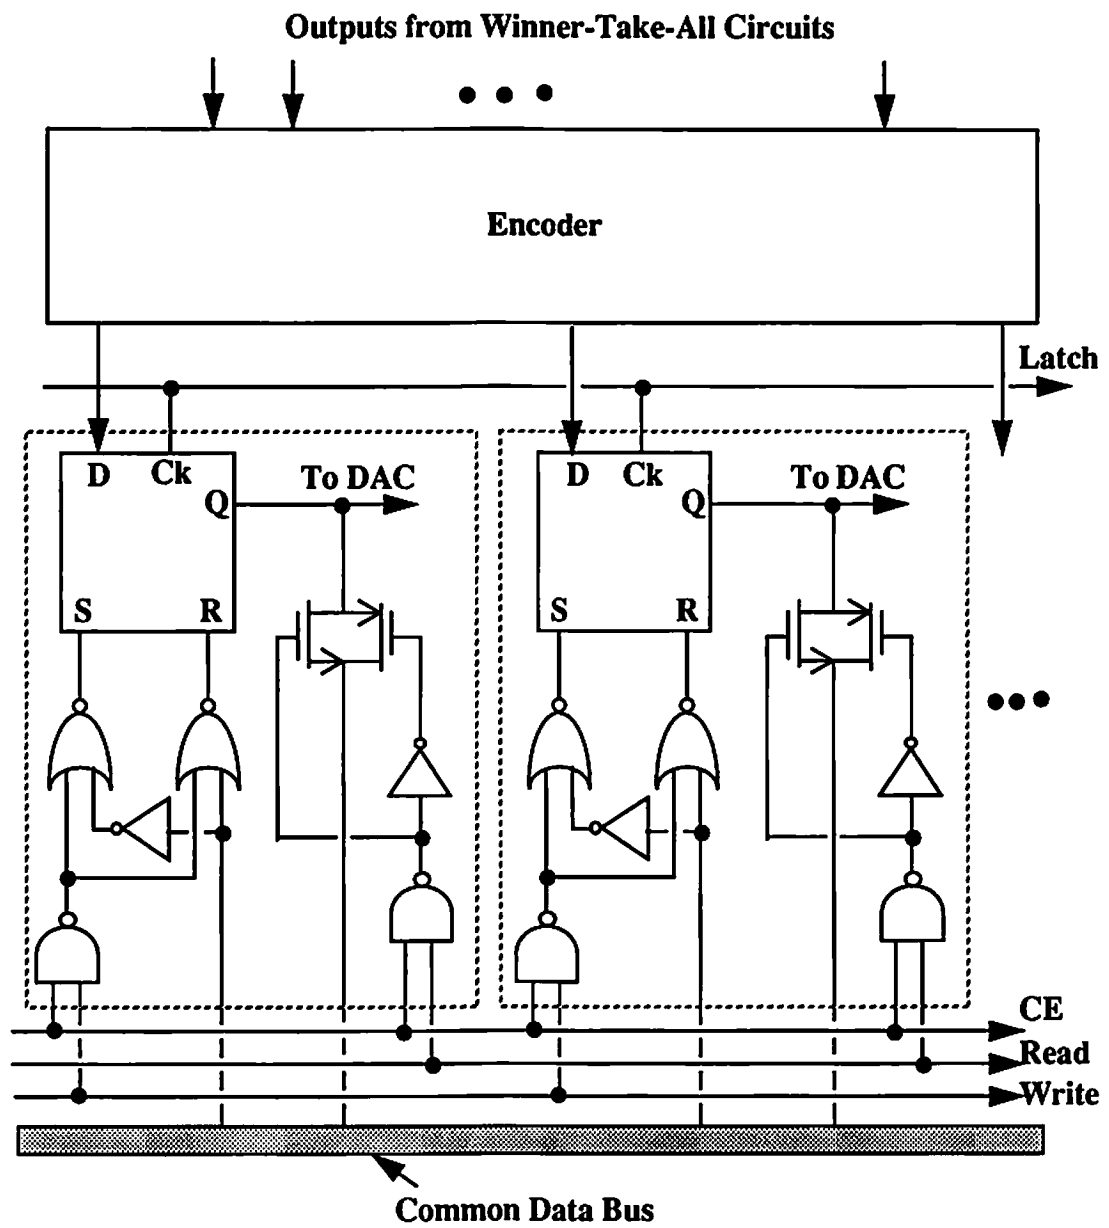 Outputs from Winner-Take-All Circuits
Encoder
Latch
D Ck
Q
To DAC
S R
D Ck
Q
To DAC
S R
CE
Read
Write
Common Data Bus